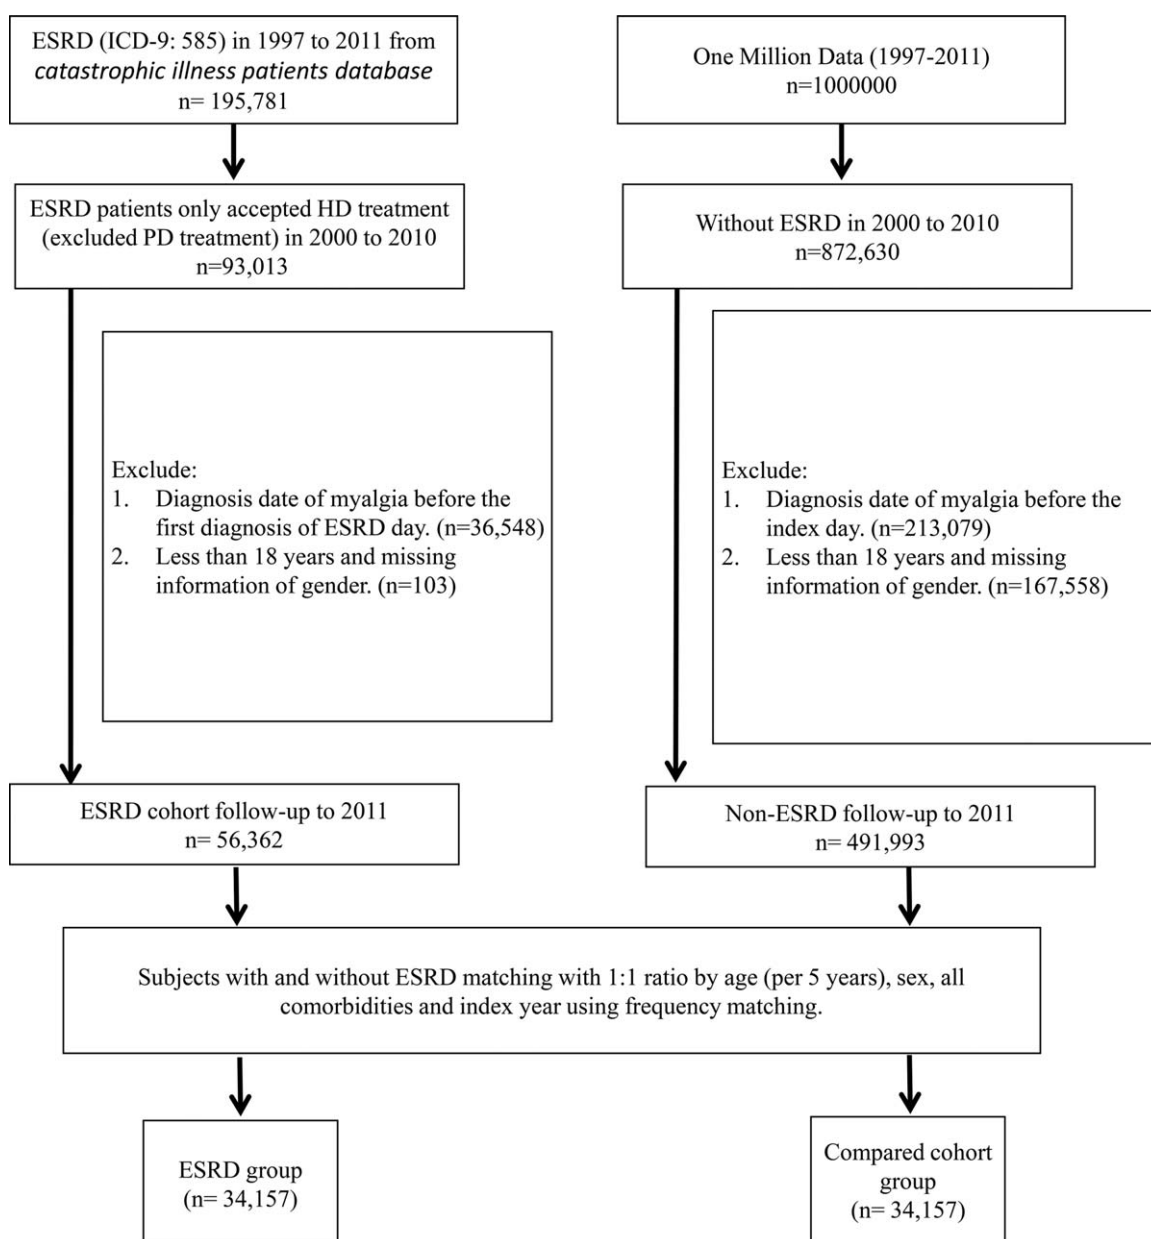 ESRD (ICD-9: 585) in 1997 to 2011 from
catastrophic illness patients database
n= 195,781
One Million Data (1997-2011)
n=1000000
ESRD patients only accepted HD treatment
(excluded PD treatment) in 2000 to 2010
n=93,013
Without ESRD in 2000 to 2010
n=872,630
Exclude:
1. Diagnosis date of myalgia before the
first diagnosis of ESRD day. (n=36,548)
2. Less than 18 years and missing
information of gender. (n=103)
Exclude:
1. Diagnosis date of myalgia before the
index day. (n=213,079)
2. Less than 18 years and missing
information of gender. (n=167,558)
ESRD cohort follow-up to 2011
n= 56,362
Non-ESRD follow-up to 2011
n= 491,993
Subjects with and without ESRD matching with 1:1 ratio by age (per 5 years), sex, all
comorbidities and index year using frequency matching.
ESRD group
(n= 34,157)
Compared cohort
group
(n= 34,157)